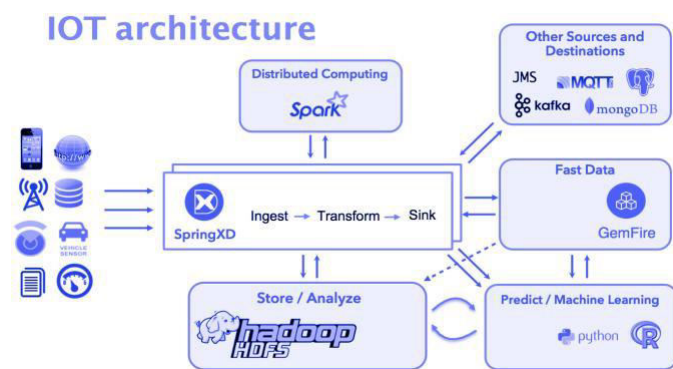 IOT architecture
Other Sources and
Destinations
JMS
MQTT
kafka
mongoDB
Distributed Computing
Spark
Fast Data
GemFire
SpringXD
Ingest
Transform
Sink
VEHICLE
SENSOR
Store / Analyze
hadoop
HDFS
Predict / Machine Learning
python
R